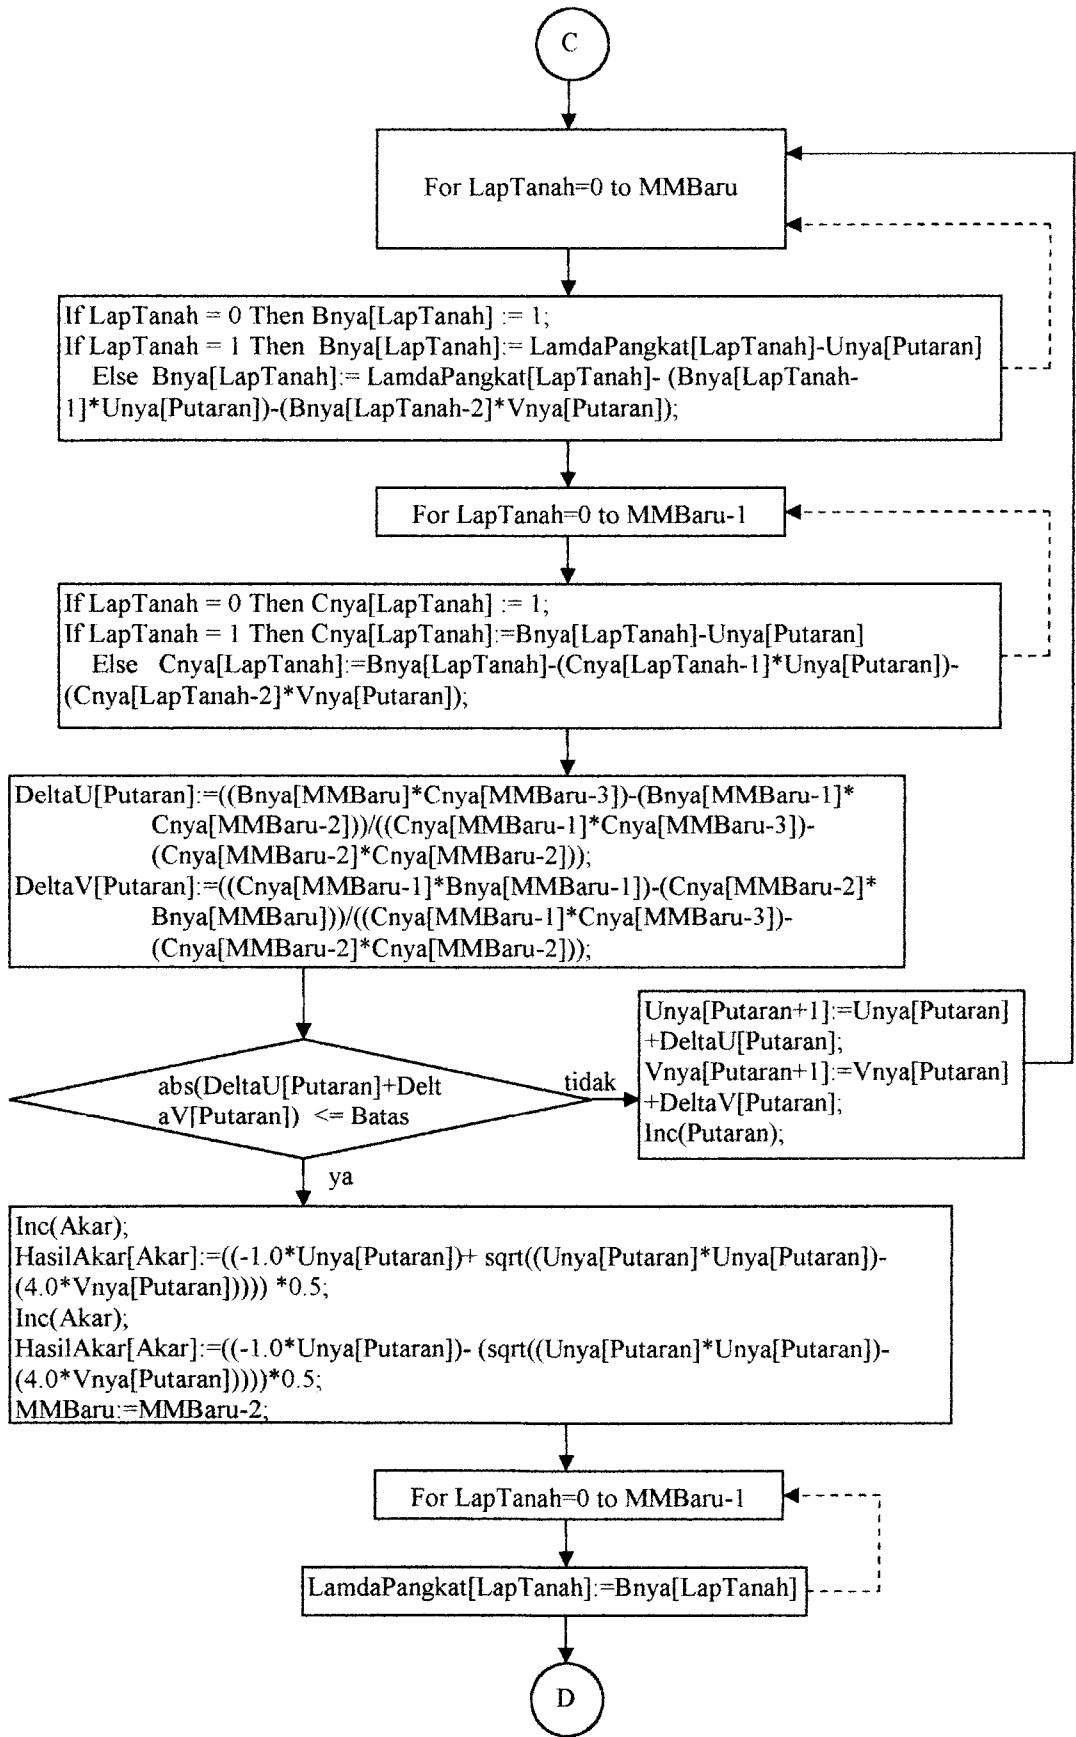 C
For LapTanah=0 to MMBaru
If LapTanah = 0 Then Bnya[LapTanah] := 1;
If LapTanah = 1 Then Bnya[LapTanah]:= LamdaPangkat[LapTanah]-Unya[Putaran]
Else Bnya[LapTanah]:= LamdaPangkat[LapTanah]- (Bnya[LapTanah-
1]*Unya[Putaran])-(Bnya[LapTanah-2]*Vnya[Putaran]);
For LapTanah=0 to MMBaru-1
If LapTanah = 0 Then Cnya[LapTanah] := 1;
If LapTanah = 1 Then Cnya[LapTanah]:=Bnya[LapTanah]-Unya[Putaran]
Else Cnya[LapTanah]:=Bnya[LapTanah]-(Cnya[LapTanah-1]*Unya[Putaran])-
(Cnya[LapTanah-2]*Vnya[Putaran]);
DeltaU[Putaran]:=((Bnya[MMBaru]*Cnya[MMBaru-3])-(Bnya[MMBaru-1]*
Cnya[MMBaru-2]))/((Cnya[MMBaru-1]*Cnya[MMBaru-3])-
(Cnya[MMBaru-2]*Cnya[MMBaru-2]));
DeltaV[Putaran]:=((Cnya[MMBaru-1]*Bnya[MMBaru-1])-(Cnya[MMBaru-2]*
Bnya[MMBaru]))/((Cnya[MMBaru-1]*Cnya[MMBaru-3])-
(Cnya[MMBaru-2]*Cnya[MMBaru-2]));
abs(DeltaU[Putaran]+Delt
aV[Putaran]) <= Batas
tidak
Unya[Putaran+1]:=Unya[Putaran]
+DeltaU[Putaran];
Vnya[Putaran+1]:=Vnya[Putaran]
+DeltaV[Putaran];
Inc(Putaran);
ya
Inc(Akar);
HasilAkar[Akar]:=((-1.0*Unya[Putaran])+ sqrt((Unya[Putaran]*Unya[Putaran])-
(4.0*Vnya[Putaran]))) *0.5;
Inc(Akar);
HasilAkar[Akar]:=((-1.0*Unya[Putaran])- (sqrt((Unya[Putaran]*Unya[Putaran])-
(4.0*Vnya[Putaran]))))*0.5;
MMBaru:=MMBaru-2;
For LapTanah=0 to MMBaru-1
LamdaPangkat[LapTanah]:=Bnya[LapTanah]
D